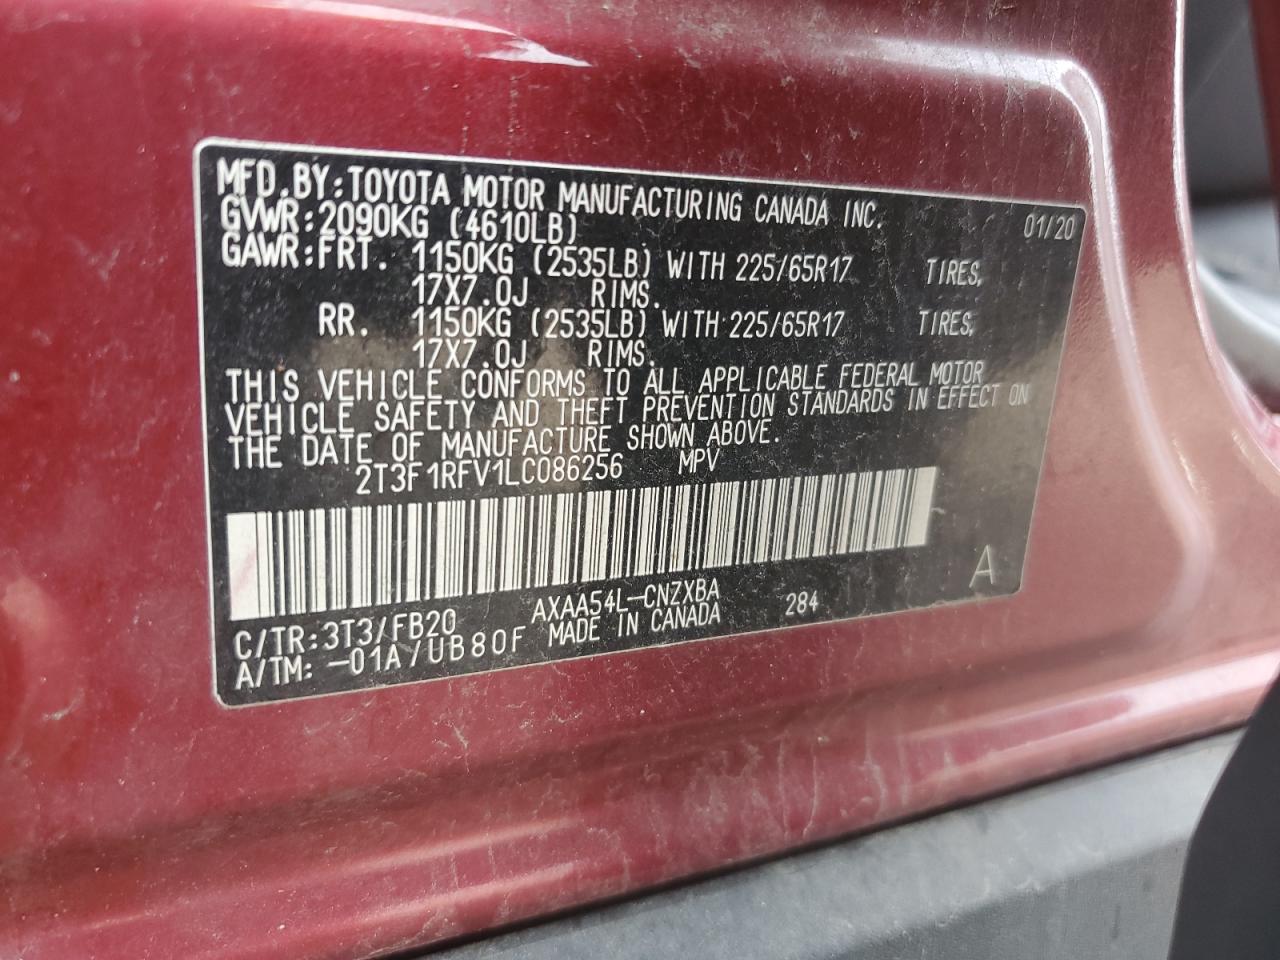 MFD.BY:TOYOTA MOTOR MANUFACTURING CANADA INC.
GVWR:2090KG (4610LB) 01/20
GAWR:FRT. 1150KG (2535LB) WITH 225/65R17 TIRES,
17X7.0J RIMS.
RR. 1150KG (2535LB) WITH 225/65R17 TIRES,
17X7.0J RIMS.
THIS VEHICLE CONFORMS TO ALL APPLICABLE FEDERAL MOTOR
VEHICLE SAFETY AND THEFT PREVENTION STANDARDS IN EFFECT ON
THE DATE OF MANUFACTURE SHOWN ABOVE.
2T3F1RFV1LC086256 MPV
A
C/TR:3T3/FB20 AXAA54L-CNZXBA 284
A/TM: -01A/UB80F MADE IN CANADA